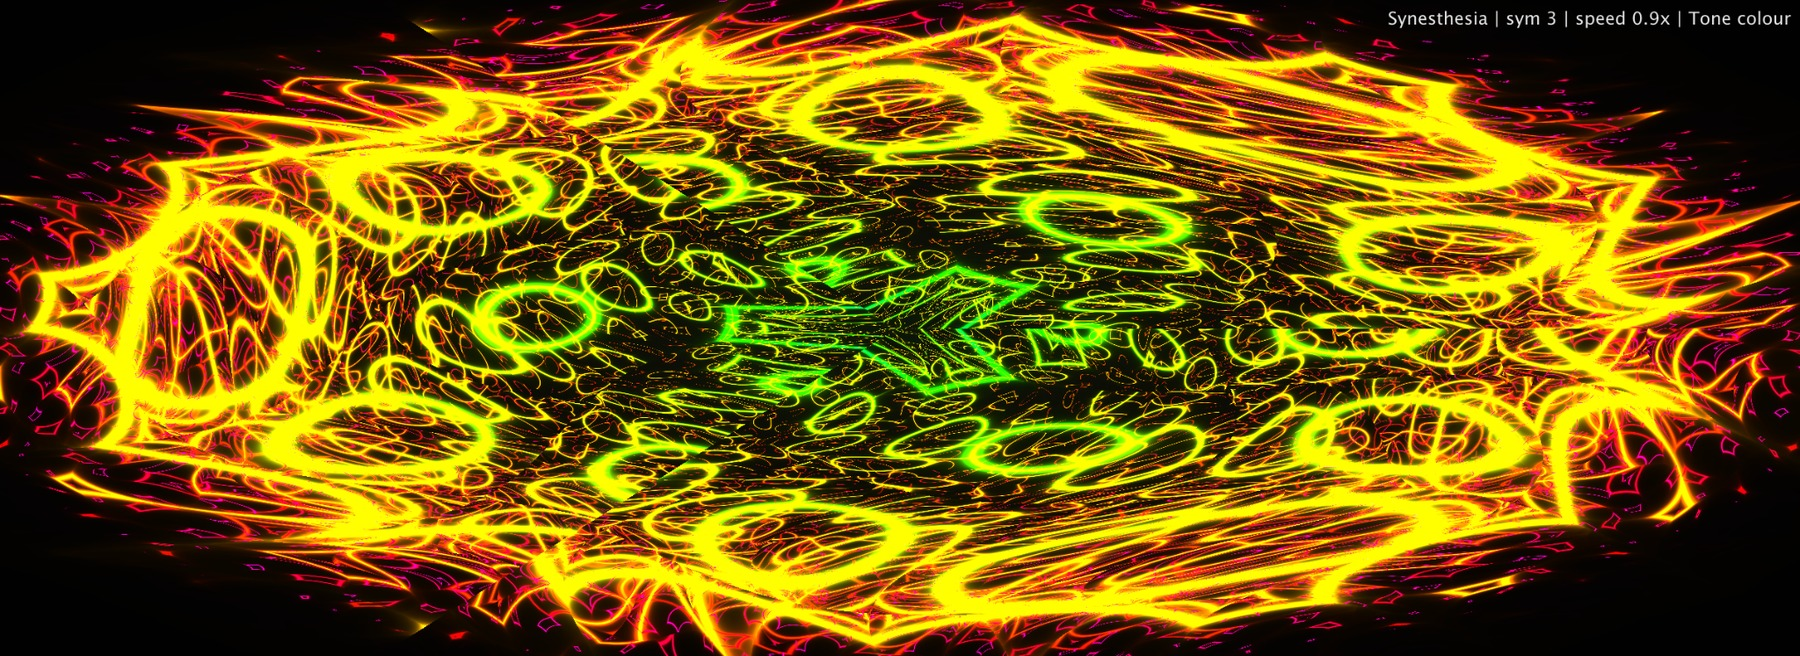 Synesthesia | sym 3 | speed 0.9x | Tone colour